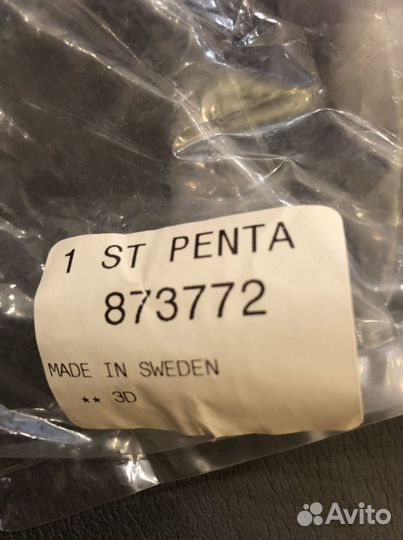 1 ST PENTA
873772
MADE IN SWEDEN
** 3D
Avito